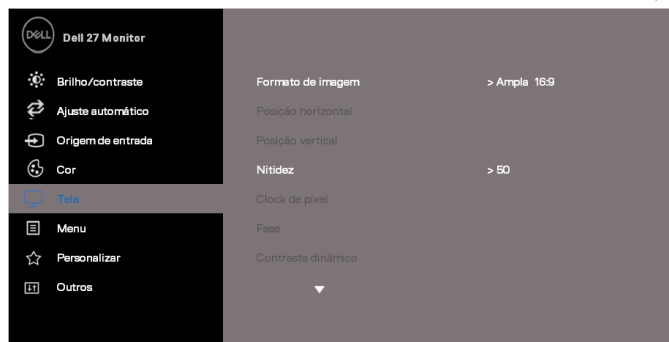 DELL Dell 27 Monitor
Brilho/contraste
Ajuste automático
Origem de entrada
Cor
Tela
Menu
Personalizar
Outros
Formato de imagem > Ampla 16:9
Posição horizontal
Posição vertical
Nitidez > 50
Clock de pixel
Fase
Contraste dinâmico